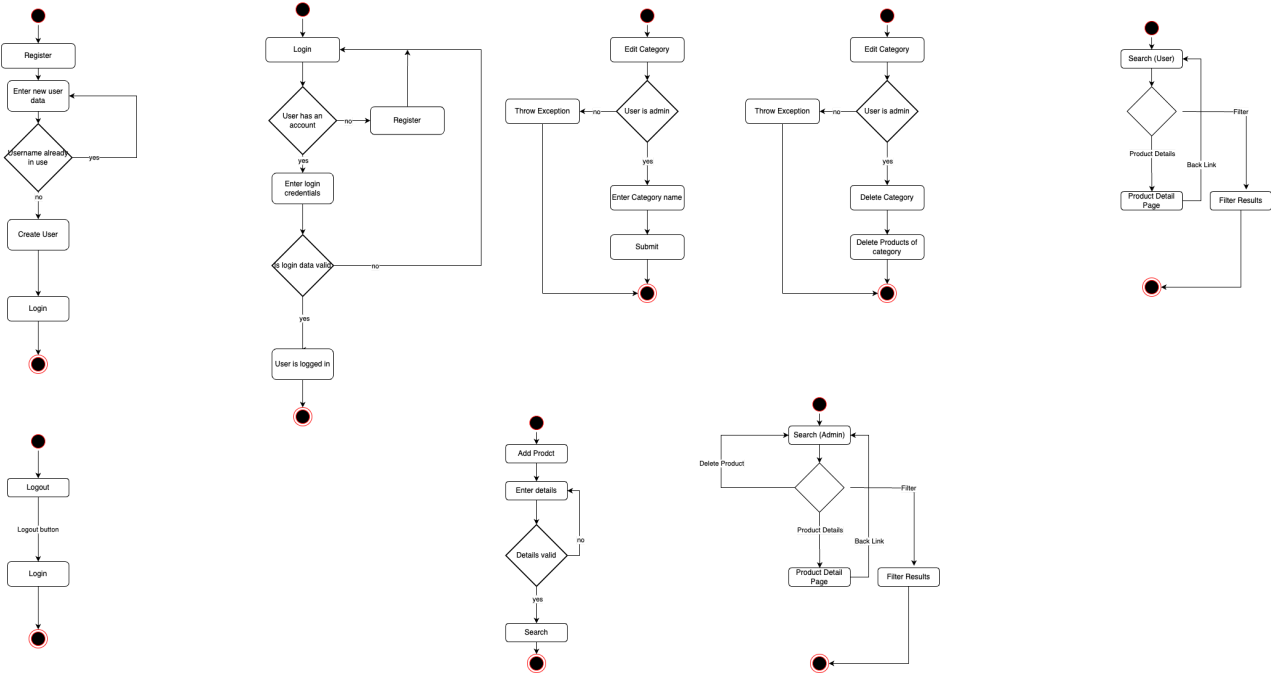 Register
Enter new user
data
Username already
in use
yes
no
Create User
Login
Login
User has an
account
no
Register
yes
Enter login
credentials
is login data valid
no
yes
User is logged in
Edit Category
User is admin
no
Throw Exception
yes
Enter Category name
Submit
Edit Category
User is admin
no
Throw Exception
yes
Delete Category
Delete Products of
category
Search (User)
Filter
Product Details
Back Link
Product Detail
Page
Filter Results
Logout
Logout button
Login
Add Prodct
Enter details
no
Details valid
yes
Search
Search (Admin)
Delete Product
Filter
Product Details
Back Link
Product Detail
Page
Filter Results